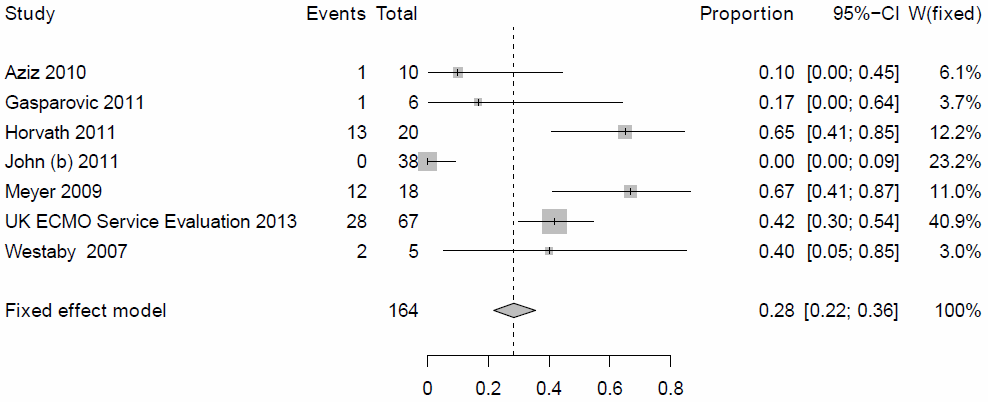 Study Events Total Proportion 95%−CI W(fixed)
Aziz 2010 1 10 0.10 [0.00; 0.45] 6.1%
Gasparovic 2011 1 6 0.17 [0.00; 0.64] 3.7%
Horvath 2011 13 20 0.65 [0.41; 0.85] 12.2%
John (b) 2011 0 38 0.00 [0.00; 0.09] 23.2%
Meyer 2009 12 18 0.67 [0.41; 0.87] 11.0%
UK ECMO Service Evaluation 2013 28 67 0.42 [0.30; 0.54] 40.9%
Westaby 2007 2 5 0.40 [0.05; 0.85] 3.0%
Fixed effect model 164 0.28 [0.22; 0.36] 100%
0 0.2 0.4 0.6 0.8